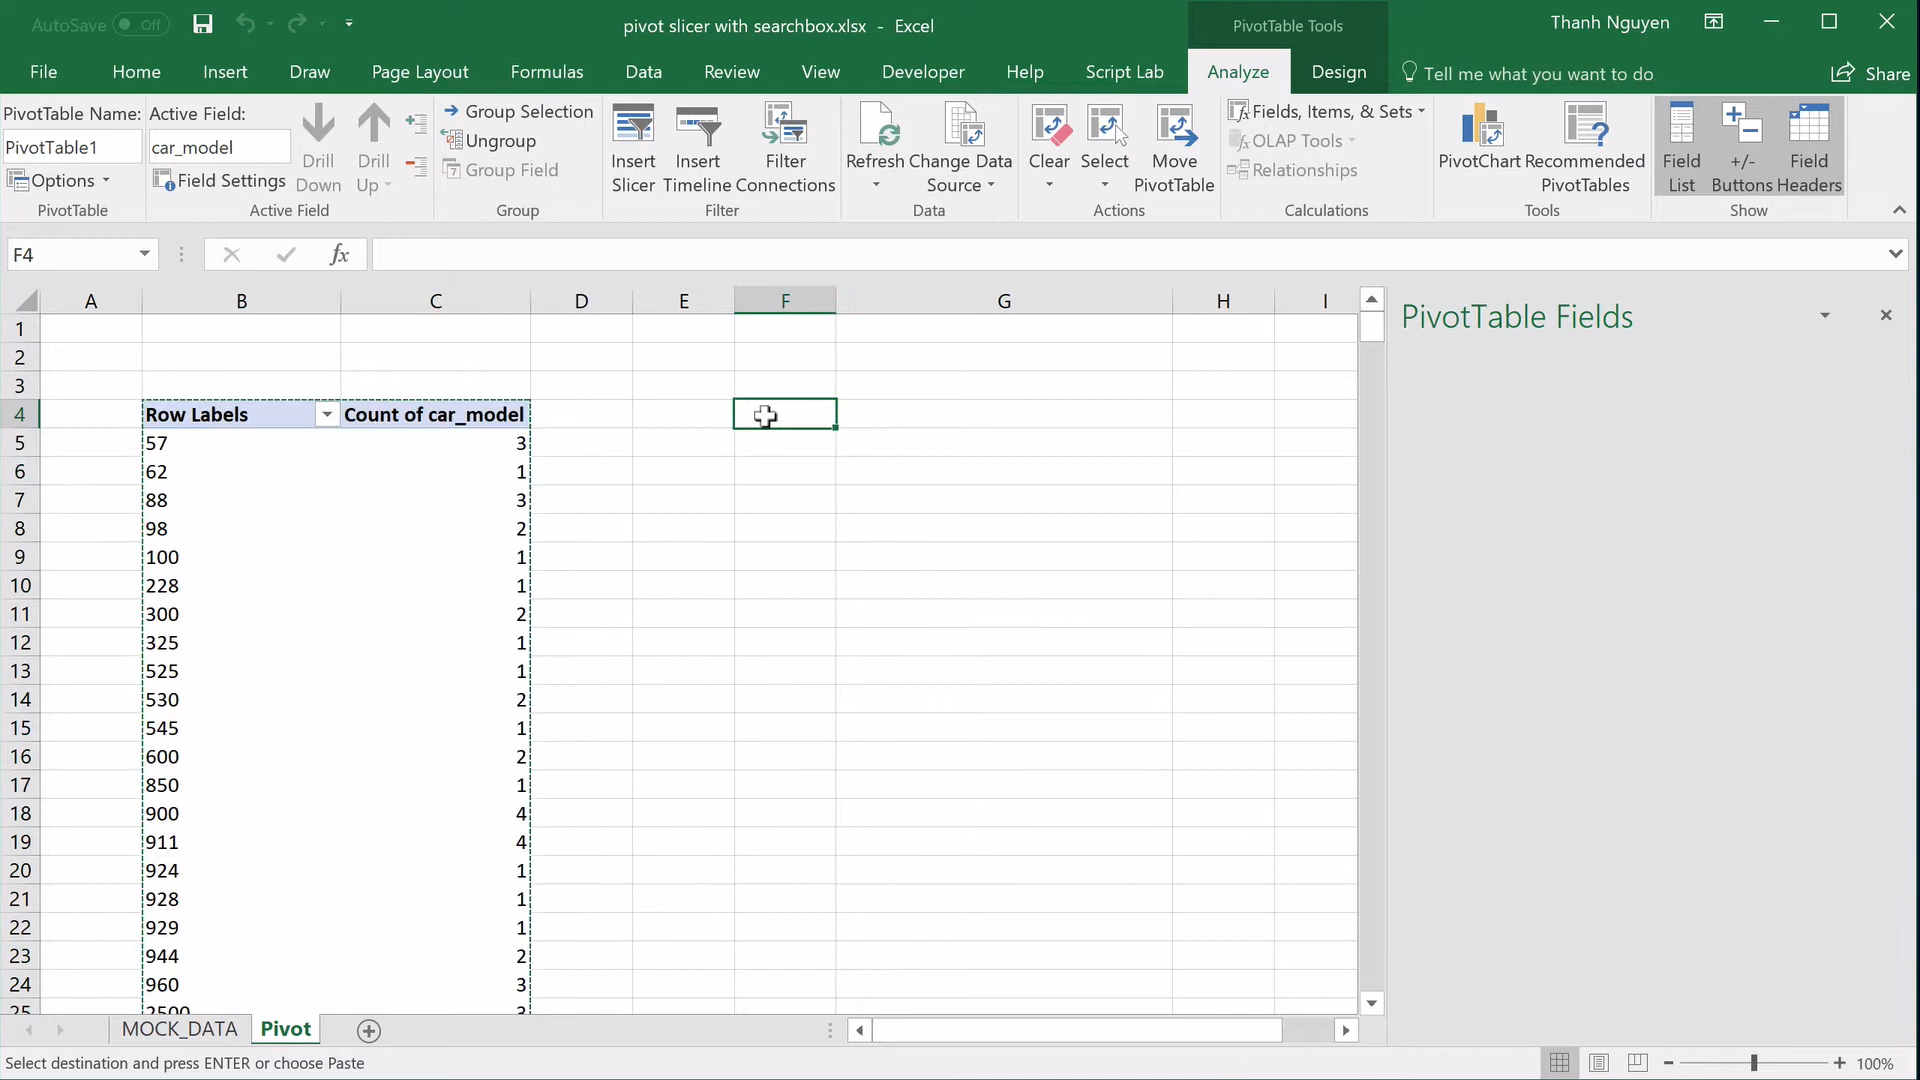 AutoSave Off
pivot slicer with searchbox.xlsx - Excel
PivotTable Tools
Thanh Nguyen
File Home Insert Draw Page Layout Formulas Data Review View Developer Help Script Lab Analyze Design Tell me what you want to do Share
PivotTable Name:
PivotTable1
Options
PivotTable
Active Field:
car_model
Field Settings
Drill Down
Drill Up
Active Field
Group Selection
Ungroup
7 Group Field
Group
Insert Slicer
Insert Timeline
Filter Connections
Filter
Refresh
Change Data Source
Data
Clear
Select
Move PivotTable
Actions
fx Fields, Items, & Sets
OLAP Tools
Relationships
Calculations
PivotChart
Recommended PivotTables
Tools
Field List
+/- Buttons
Field Headers
Show
F4 fx
A B C D E F G H I
PivotTable Fields
1
2
3
4 Row Labels Count of car_model
5 57 3
6 62 1
7 88 3
8 98 2
9 100 1
10 228 1
11 300 2
12 325 1
13 525 1
14 530 2
15 545 1
16 600 2
17 850 1
18 900 4
19 911 4
20 924 1
21 928 1
22 929 1
23 944 2
24 960 3
25 2500 3
MOCK_DATA Pivot
Select destination and press ENTER or choose Paste
100%